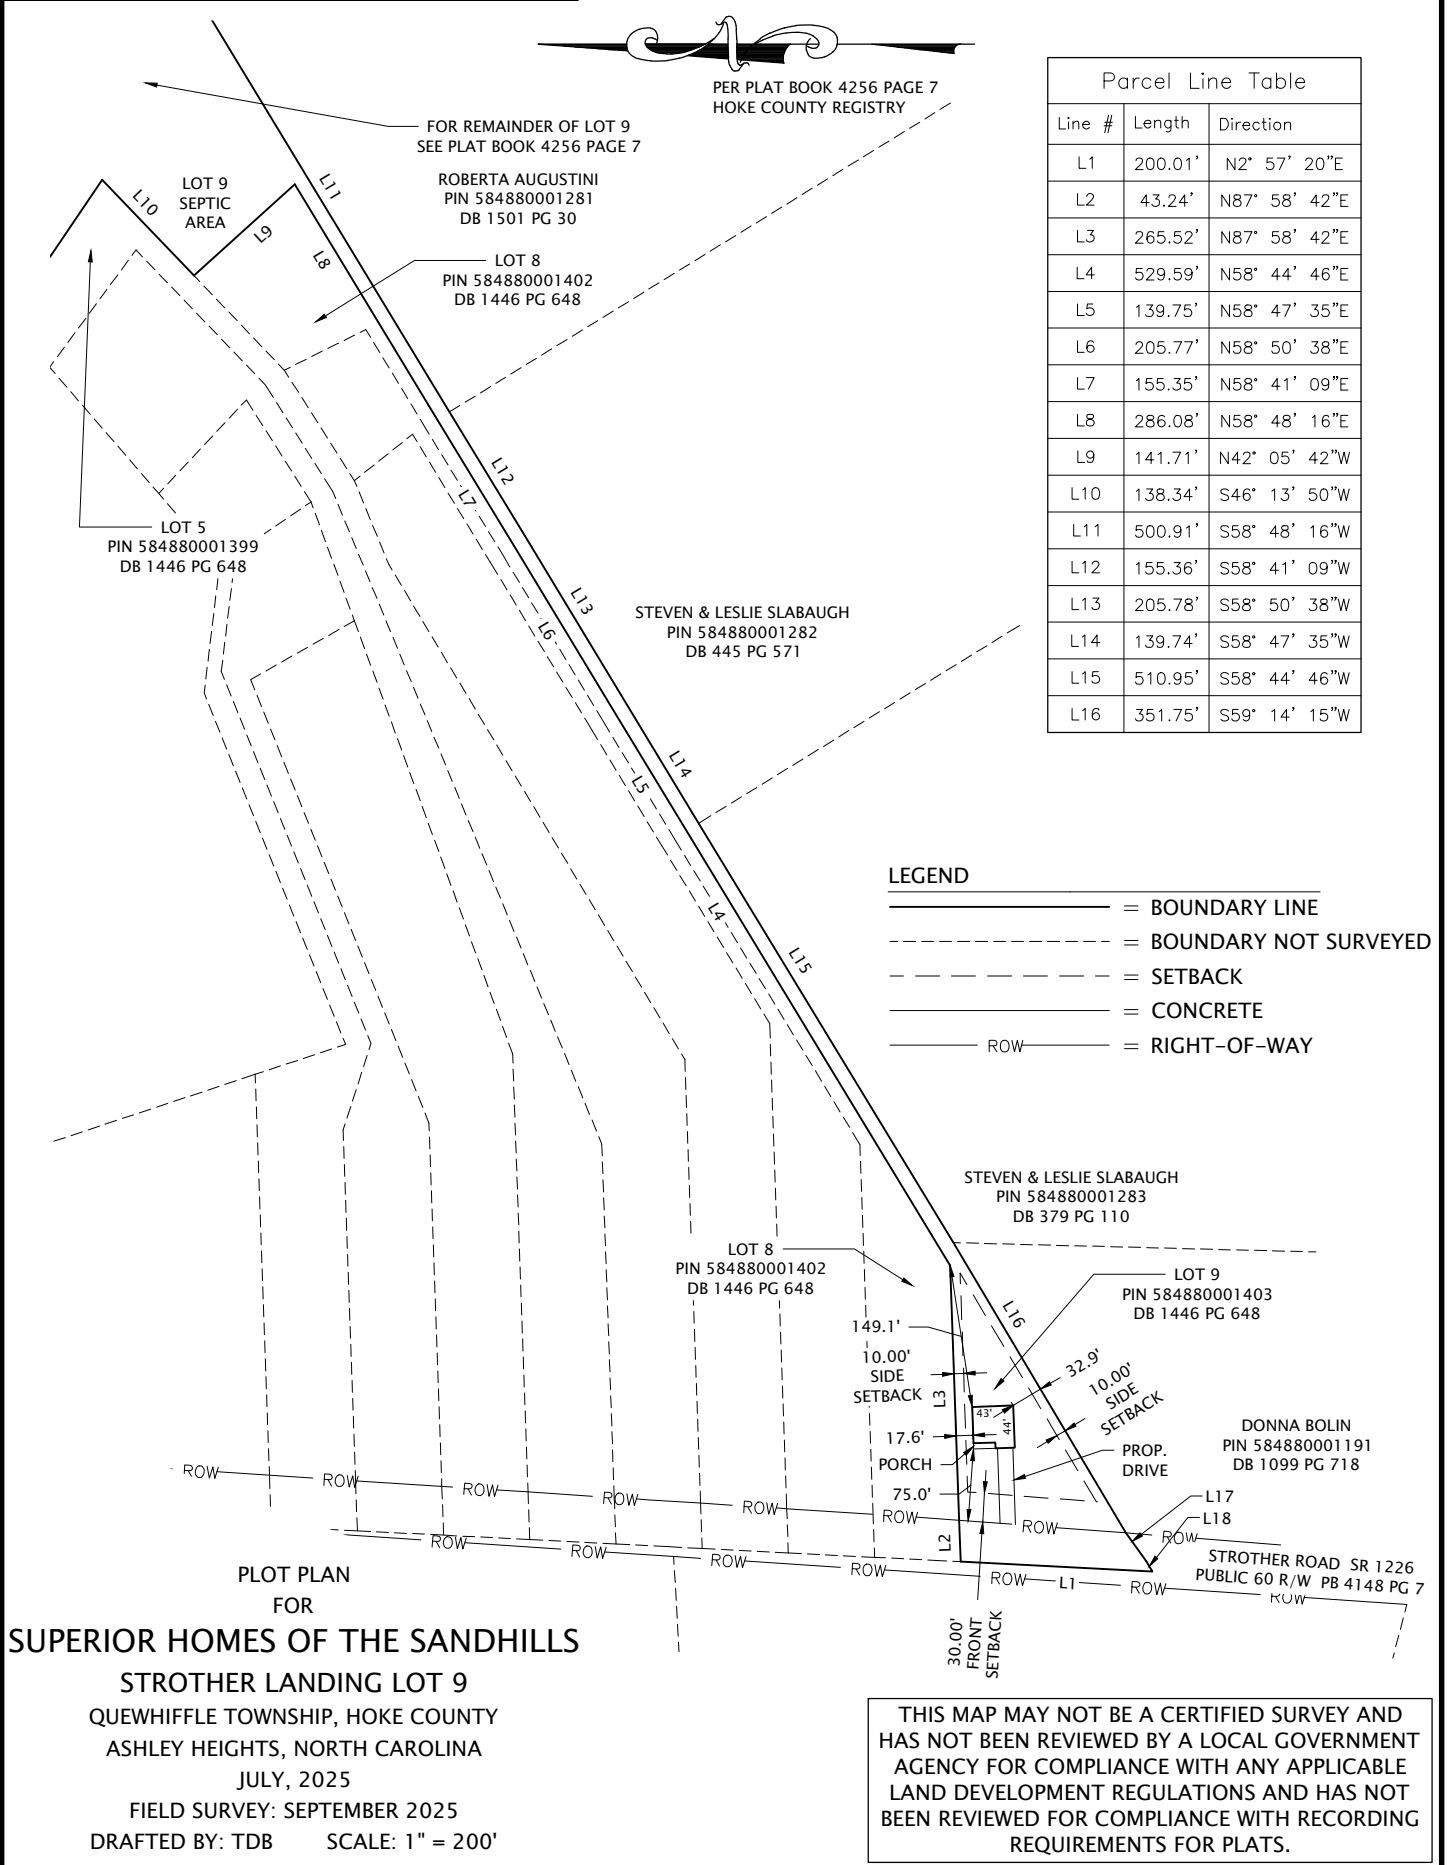 N
PER PLAT BOOK 4256 PAGE 7
HOKE COUNTY REGISTRY
Parcel Line Table
Line # Length Direction
L1 200.01' N2° 57' 20"E
L2 43.24' N87° 58' 42"E
L3 265.52' N87° 58' 42"E
L4 529.59' N58° 44' 46"E
L5 139.75' N58° 47' 35"E
L6 205.77' N58° 50' 38"E
L7 155.35' N58° 41' 09"E
L8 286.08' N58° 48' 16"E
L9 141.71' N42° 05' 42"W
L10 138.34' S46° 13' 50"W
L11 500.91' S58° 48' 16"W
L12 155.36' S58° 41' 09"W
L13 205.78' S58° 50' 38"W
L14 139.74' S58° 47' 35"W
L15 510.95' S58° 44' 46"W
L16 351.75' S59° 14' 15"W
FOR REMAINDER OF LOT 9
SEE PLAT BOOK 4256 PAGE 7
ROBERTA AUGUSTINI
PIN 584880001281
DB 1501 PG 30
LOT 9
SEPTIC
AREA
L10
L9
L8
L11
LOT 8
PIN 584880001402
DB 1446 PG 648
L12
L7
LOT 5
PIN 584880001399
DB 1446 PG 648
L13
L6
STEVEN & LESLIE SLABAUGH
PIN 584880001282
DB 445 PG 571
L14
L5
L4
L15
LEGEND
= BOUNDARY LINE
= BOUNDARY NOT SURVEYED
= SETBACK
= CONCRETE
ROW = RIGHT-OF-WAY
STEVEN & LESLIE SLABAUGH
PIN 584880001283
DB 379 PG 110
LOT 8
PIN 584880001402
DB 1446 PG 648
LOT 9
PIN 584880001403
DB 1446 PG 648
L16
149.1'
10.00'
SIDE
SETBACK
L3
43'
44'
32.9'
10.00'
SIDE
SETBACK
17.6'
PORCH
75.0'
PROP.
DRIVE
DONNA BOLIN
PIN 584880001191
DB 1099 PG 718
L17
L18
L2
L1
ROW ROW ROW ROW ROW ROW ROW ROW
ROW ROW ROW ROW ROW ROW ROW
STROTHER ROAD SR 1226
PUBLIC 60 R/W PB 4148 PG 7
30.00'
FRONT
SETBACK
PLOT PLAN
FOR
SUPERIOR HOMES OF THE SANDHILLS
STROTHER LANDING LOT 9
QUEWHIFFLE TOWNSHIP, HOKE COUNTY
ASHLEY HEIGHTS, NORTH CAROLINA
JULY, 2025
FIELD SURVEY: SEPTEMBER 2025
DRAFTED BY: TDB SCALE: 1" = 200'
THIS MAP MAY NOT BE A CERTIFIED SURVEY AND
HAS NOT BEEN REVIEWED BY A LOCAL GOVERNMENT
AGENCY FOR COMPLIANCE WITH ANY APPLICABLE
LAND DEVELOPMENT REGULATIONS AND HAS NOT
BEEN REVIEWED FOR COMPLIANCE WITH RECORDING
REQUIREMENTS FOR PLATS.